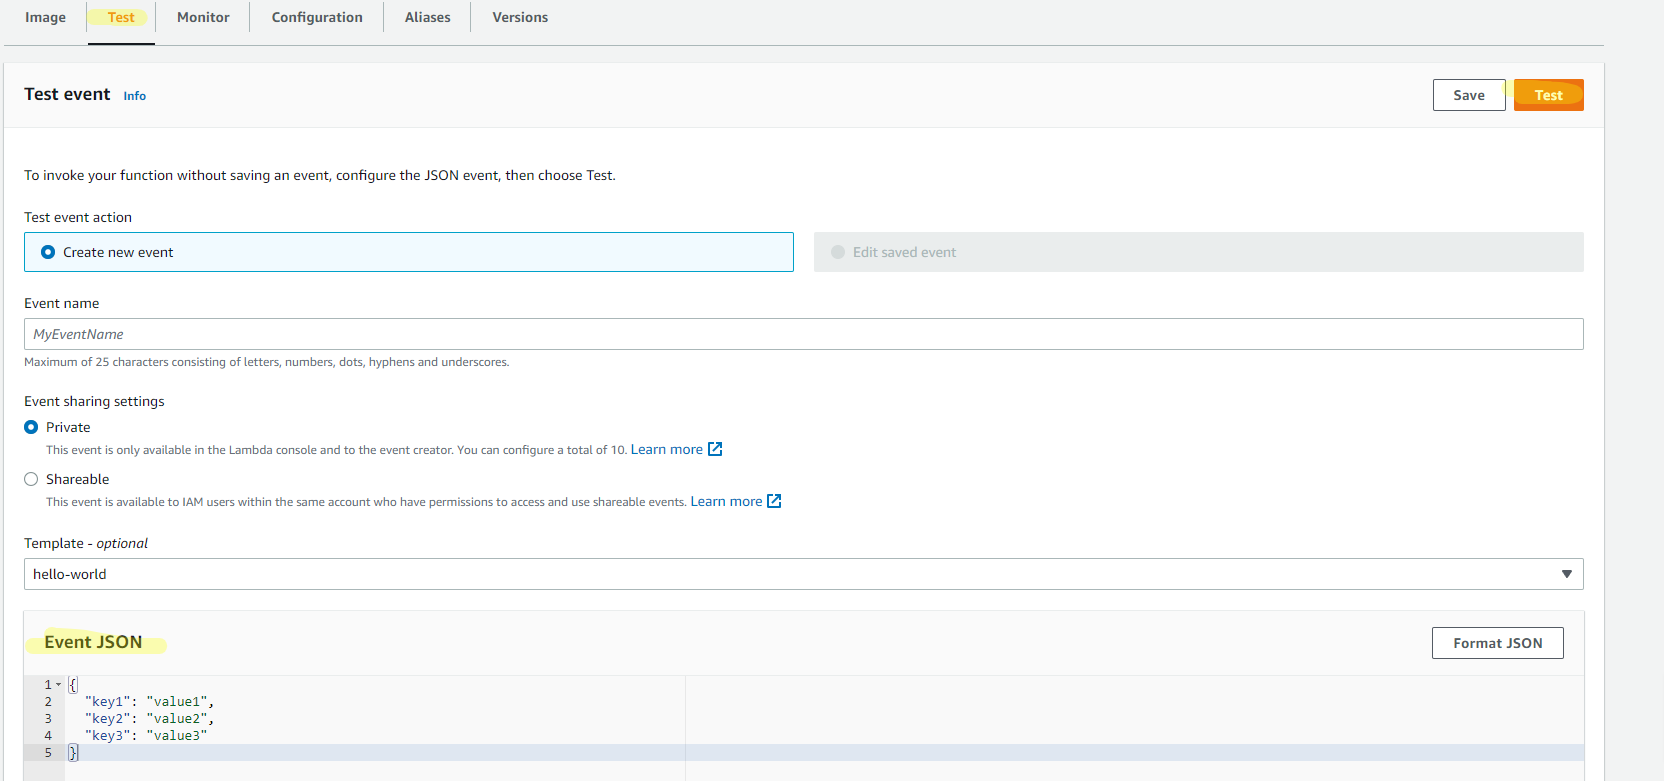 Image Test Monitor Configuration Aliases Versions
Test event Info Save Test
To invoke your function without saving an event, configure the JSON event, then choose Test.
Test event action
Create new event Edit saved event
Event name
MyEventName
Maximum of 25 characters consisting of letters, numbers, dots, hyphens and underscores.
Event sharing settings
Private
This event is only available in the Lambda console and to the event creator. You can configure a total of 10. Learn more
Shareable
This event is available to IAM users within the same account who have permissions to access and use shareable events. Learn more
Template - optional
hello-world
Event JSON Format JSON
1 {
2 "key1": "value1",
3 "key2": "value2",
4 "key3": "value3"
5 }